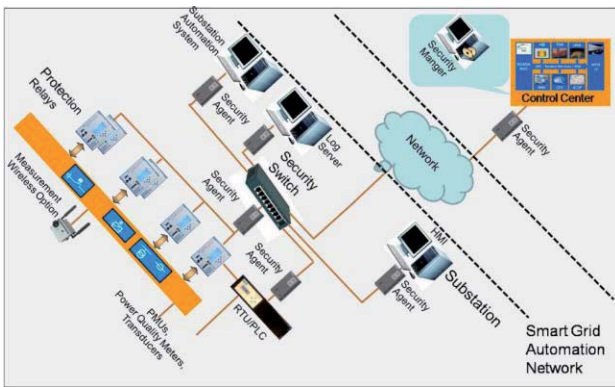 Substation
Automation
System
Security
Agent
Log
Server
Security
Manger
Control Center
Security
Agent
Network
Protection
Relays
Measurement
Wireless Option
Security
Agent
Security
Switch
Security
Agent
HMI
Substation
Security
Agent
RTU/PLC
PMUs,
Power Quality Meters,
Transducers
Smart Grid
Automation
Network